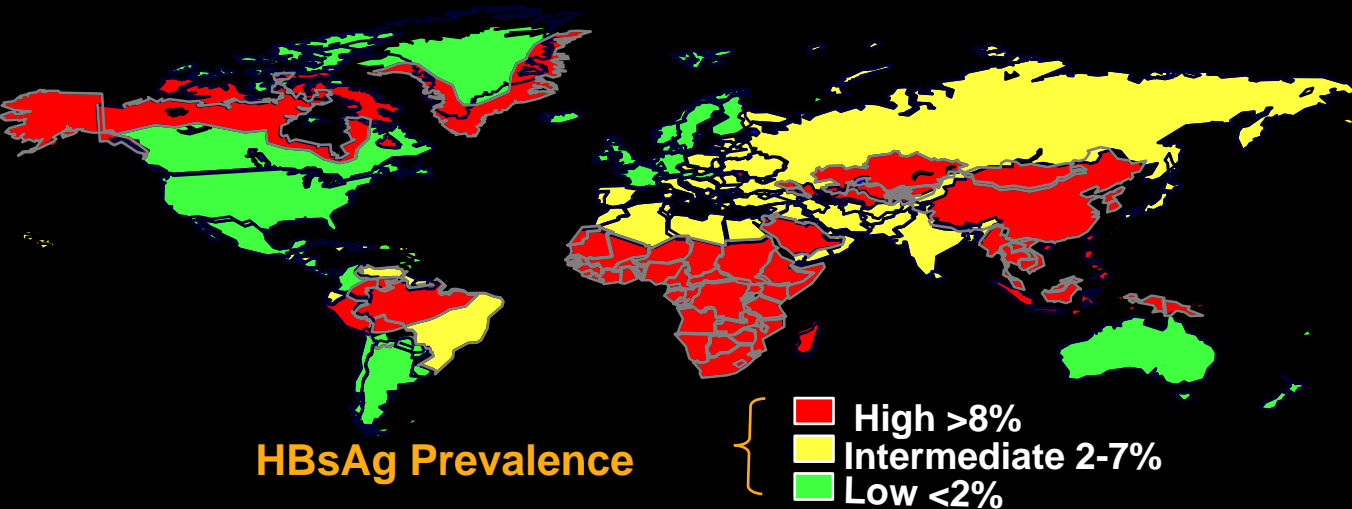 HBsAg Prevalence
High >8%
Intermediate 2-7%
Low <2%